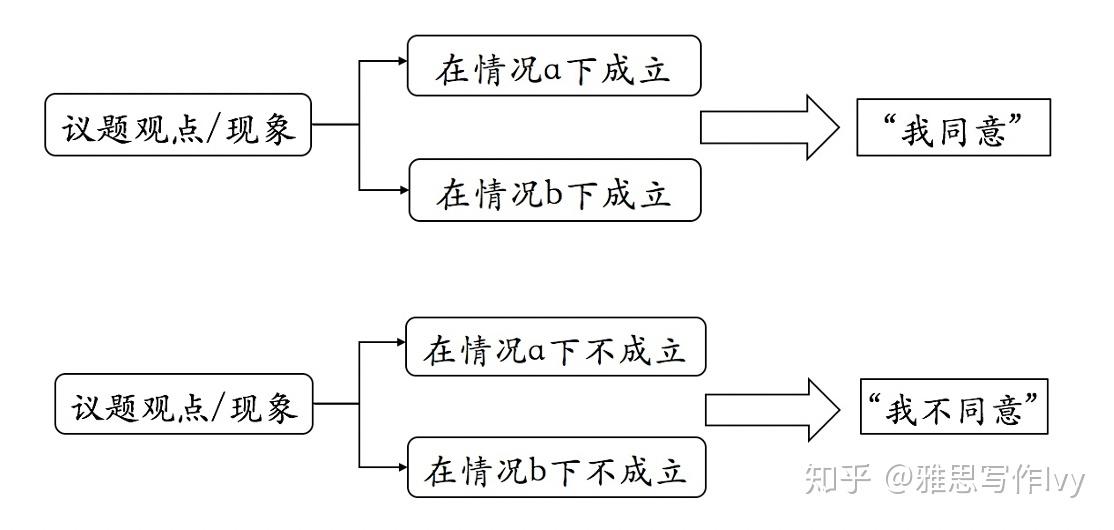 在情况a下成立
议题观点/现象
“我同意”
在情况b下成立
在情况a下不成立
议题观点/现象
“我不同意”
在情况b下不成立
知乎 @雅思写作Ivy